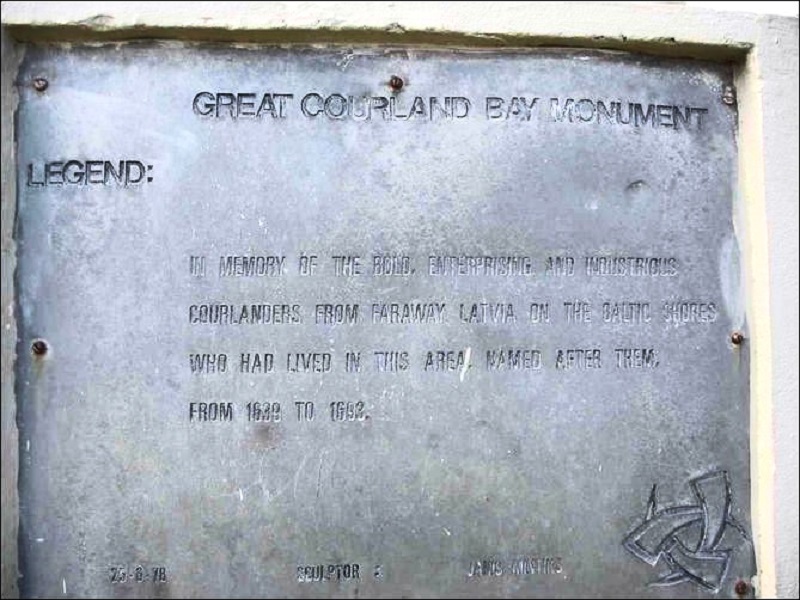 GREAT COURLAND BAY MONUMENT
LEGEND:
IN MEMORY OF THE BOLD, ENTERPRISING AND INDUSTRIOUS
COURLANDERS FROM FARAWAY LATVIA ON THE BALTIC SHORES
WHO HAD LIVED IN THIS AREA, NAMED AFTER THEM,
FROM 1639 TO 1693.
SCULPTOR
JANIS